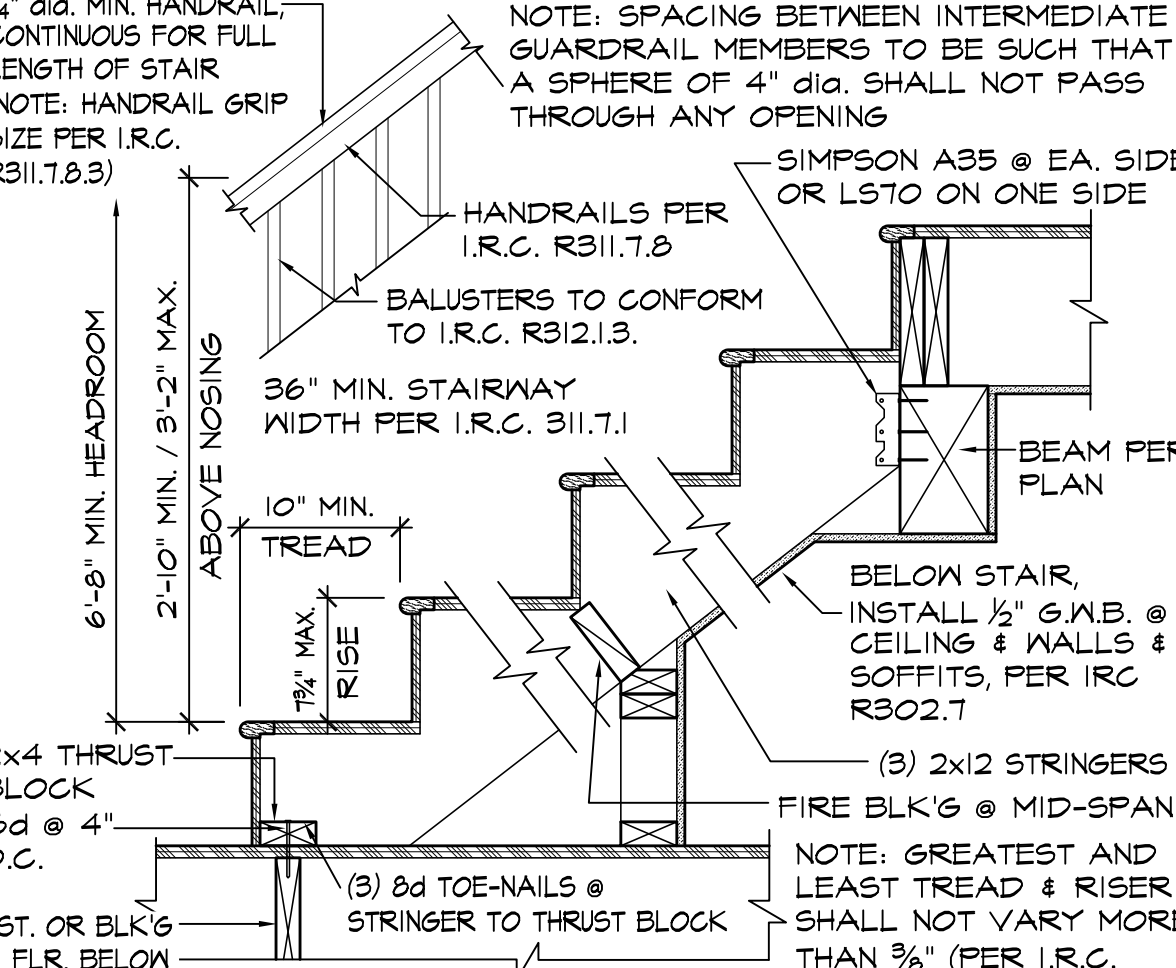 dia. MIN. HANDRAIL,
CONTINUOUS FOR FULL
LENGTH OF STAIR
NOTE: HANDRAIL GRIP
SIZE PER I.R.C.
R311.7.8.3)
NOTE: SPACING BETWEEN INTERMEDIATE
GUARDRAIL MEMBERS TO BE SUCH THAT
A SPHERE OF 4" dia. SHALL NOT PASS
THROUGH ANY OPENING
SIMPSON A35 @ EA. SIDE
OR LS70 ON ONE SIDE
HANDRAILS PER
I.R.C. R311.7.8
BALUSTERS TO CONFORM
TO I.R.C. R312.1.3.
36" MIN. STAIRWAY
WIDTH PER I.R.C. 311.7.1
6'-8" MIN. HEADROOM
2'-10" MIN. / 3'-2" MAX.
ABOVE NOSING
10" MIN.
TREAD
7¾" MAX.
RISE
BEAM PER
PLAN
BELOW STAIR,
INSTALL ½" G.W.B. @
CEILING & WALLS &
SOFFITS, PER IRC
R302.7
(3) 2x12 STRINGERS
FIRE BLK'G @ MID-SPAN
2x4 THRUST
BLOCK
@ 4"
O.C.
(3) 8d TOE-NAILS @
STRINGER TO THRUST BLOCK
OR BLK'G
FLR. BELOW
NOTE: GREATEST AND
LEAST TREAD & RISER
SHALL NOT VARY MORE
THAN ⅜" (PER I.R.C.